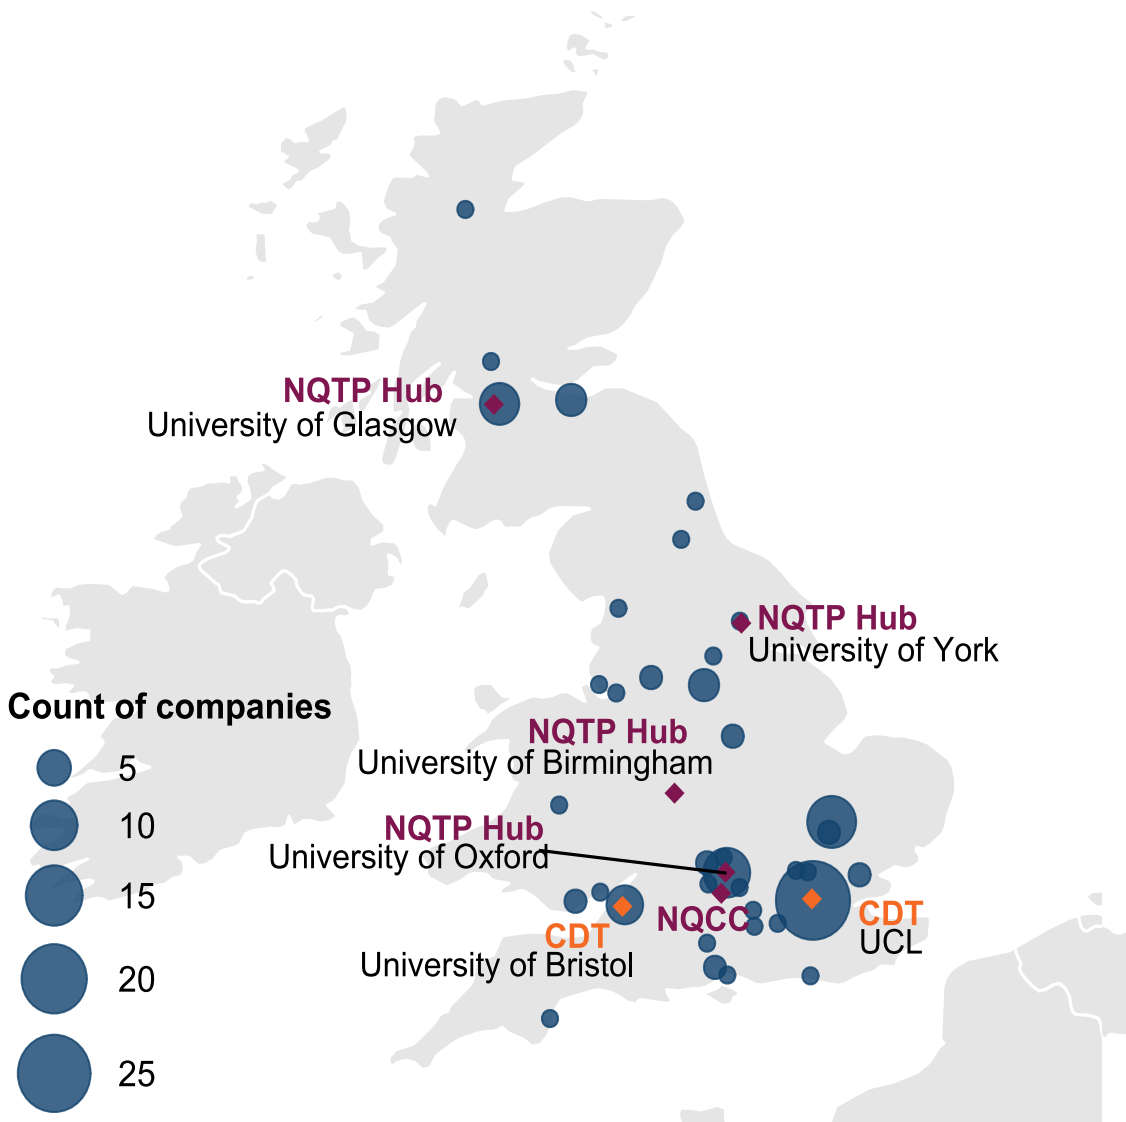 NQTP Hub
University of Glasgow
NQTP Hub
University of York
Count of companies
5
10
15
20
25
NQTP Hub
University of Birmingham
NQTP Hub
University of Oxford
NQCC
CDT
University of Bristol
CDT
UCL